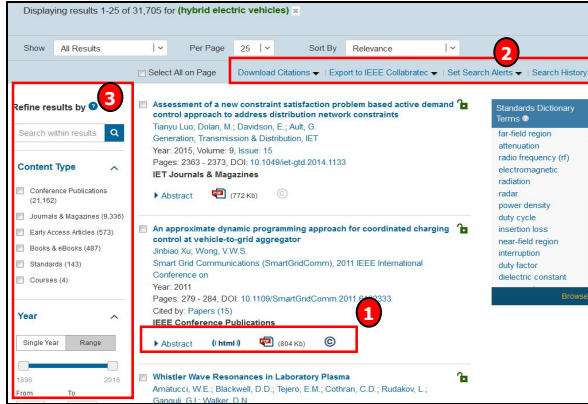 Displaying results 1-25 of 31,705 for (hybrid electric vehicles) ×
Show All Results Per Page 25 Sort By Relevance
2
Select All on Page Download Citations Export to IEEE Collabratec Set Search Alerts Search History
3
Refine results by
Search within results
Content Type
Conference Publications
(21,162)
Journals & Magazines (9,336)
Early Access Articles (573)
Books & eBooks (487)
Standards (143)
Courses (4)
Year
Single Year Range
1896 2016
From To
Assessment of a new constraint satisfaction problem based active demand
control approach to address distribution network constraints
Tianyu Luo; Dolan, M.; Davidson, E.; Ault, G.
Generation, Transmission & Distribution, IET
Year: 2015, Volume: 9, Issue: 15
Pages: 2363 - 2373, DOI: 10.1049/iet-gtd.2014.1133
IET Journals & Magazines
Abstract (772 Kb) ©
An approximate dynamic programming approach for coordinated charging
control at vehicle-to-grid aggregator
Jinbiao Xu; Wong, V.W.S.
Smart Grid Communications (SmartGridComm), 2011 IEEE International
Conference on
Year: 2011
Pages: 279 - 284, DOI: 10.1109/SmartGridComm.2011
Cited by: Papers (15)
1
IEEE Conference Publications
Abstract (html) (804 Kb) ©
Whistler Wave Resonances in Laboratory Plasma
Amatucci, W.E.; Blackwell, D.D.; Tejero, E.M.; Cothran, C.D.; Rudakov, L.;
Ganguli, G.I.; Walker, D.N.
Standards Dictionary
Terms
far-field region
attenuation
radio frequency (rf)
electromagnetic
radiation
radar
power density
duty cycle
insertion loss
near-field region
interruption
duty factor
dielectric constant
Browse